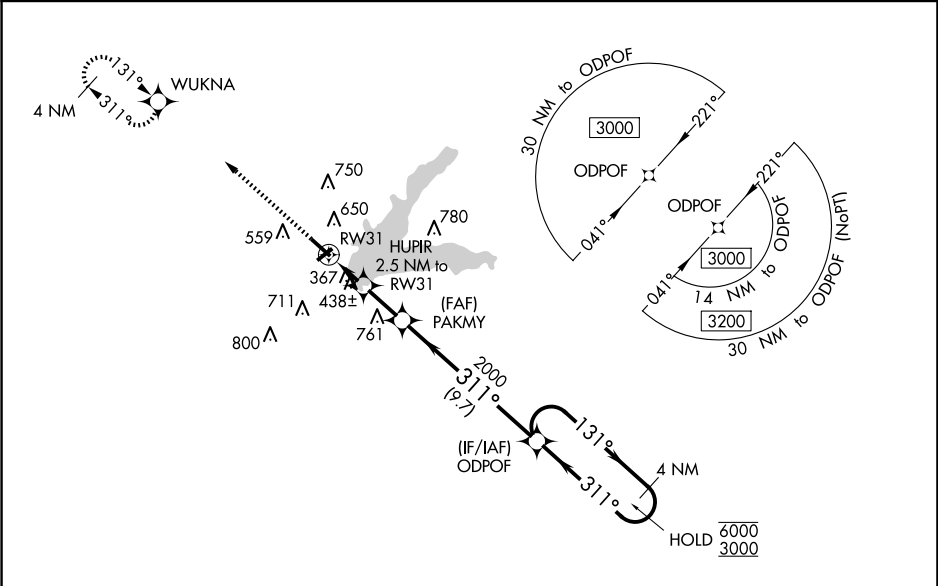 131°
WUKNA
4 NM
311°
30 NM to ODPOF
221°
3000
ODPOF
041°
221°
ODPOF
3000
041°
14 NM to ODPOF
3200
30 NM to ODPOF (NoPT)
750
650
780
559
RW31
HUPIR
2.5 NM to
RW31
367
438±
711
(FAF)
PAKMY
761
800
2000
311°
(9.7)
(IF/IAF)
ODPOF
131°
4 NM
311°
HOLD 6000
3000